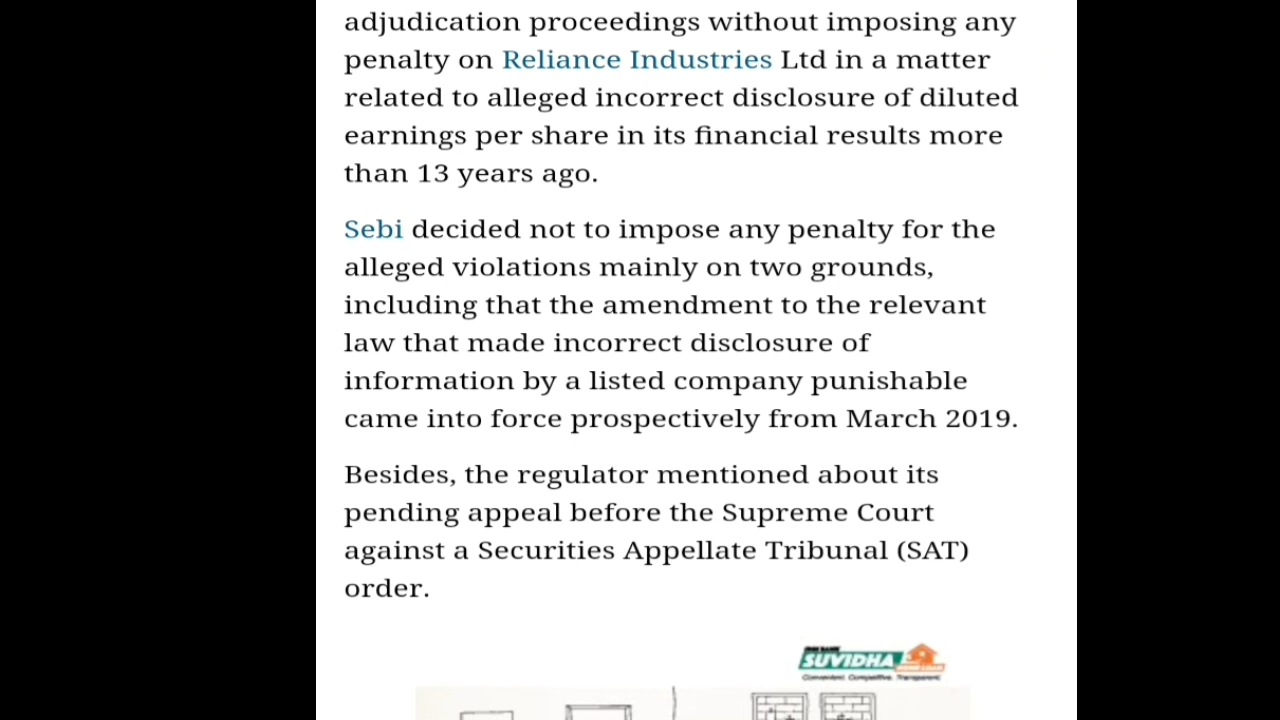 adjudication proceedings without imposing any
penalty on Reliance Industries Ltd in a matter
related to alleged incorrect disclosure of diluted
earnings per share in its financial results more
than 13 years ago.
Sebi decided not to impose any penalty for the
alleged violations mainly on two grounds,
including that the amendment to the relevant
law that made incorrect disclosure of
information by a listed company punishable
came into force prospectively from March 2019.
Besides, the regulator mentioned about its
pending appeal before the Supreme Court
against a Securities Appellate Tribunal (SAT)
order.
SUVIDHA
Convenient. Competitive. Transparent.